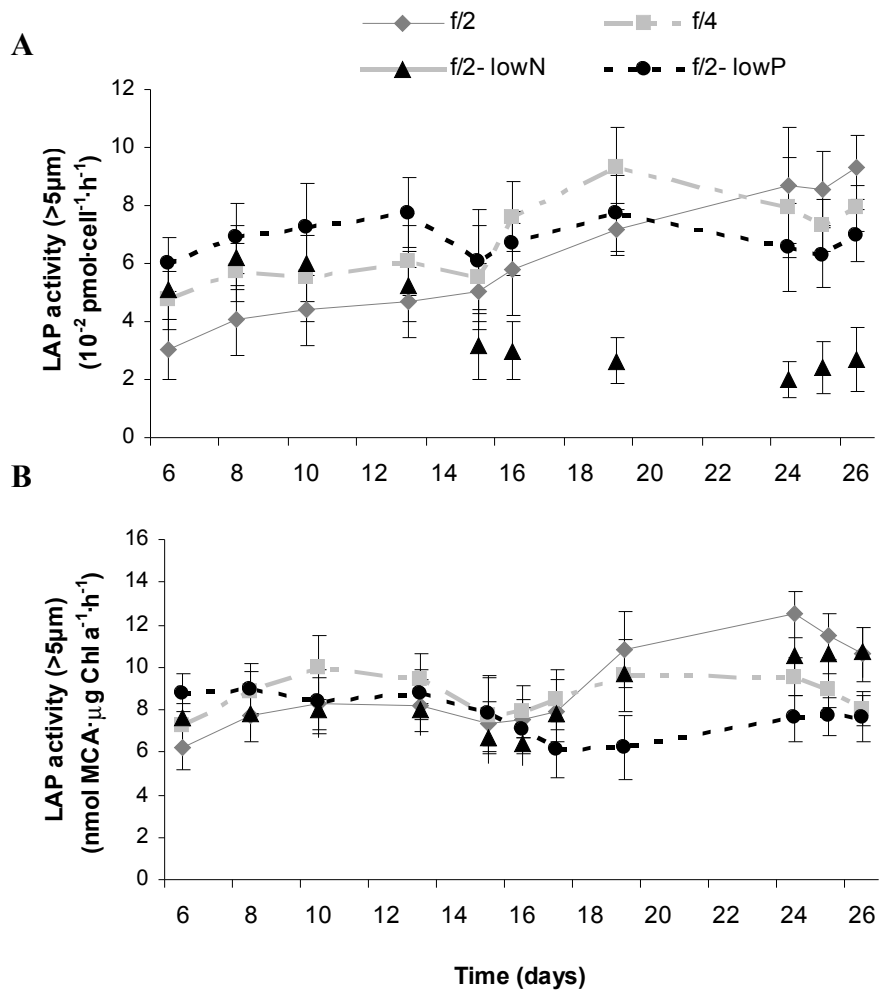 A
f/2
f/4
f/2- lowN
f/2- lowP
LAP activity (>5µm)
(10⁻² pmol·cell⁻¹·h⁻¹)
12
10
8
6
4
2
0
6 8 10 12 14 16 18 20 22 24 26
B
LAP activity (>5µm)
(nmol MCA·µg Chl a⁻¹·h⁻¹)
16
14
12
10
8
6
4
2
0
6 8 10 12 14 16 18 20 22 24 26
Time (days)